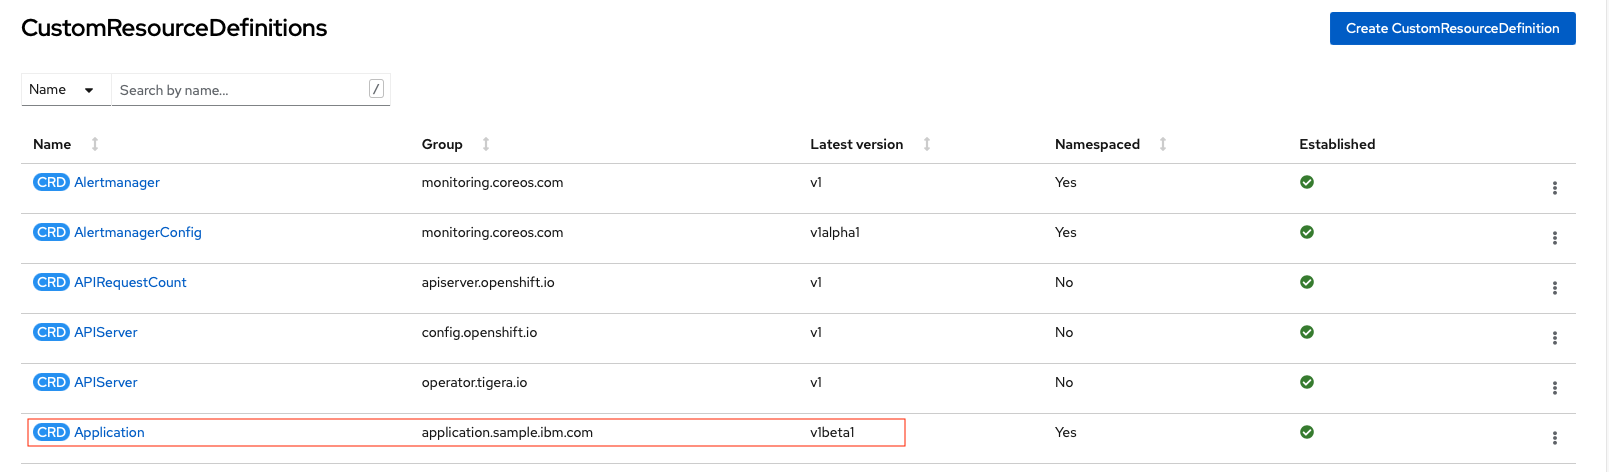 CustomResourceDefinitions
Create CustomResourceDefinition
Name Search by name... /
Name Group Latest version Namespaced Established
CRD Alertmanager monitoring.coreos.com v1 Yes
CRD AlertmanagerConfig monitoring.coreos.com v1alpha1 Yes
CRD APIRequestCount apiserver.openshift.io v1 No
CRD APIServer config.openshift.io v1 No
CRD APIServer operator.tigera.io v1 No
CRD Application application.sample.ibm.com v1beta1 Yes